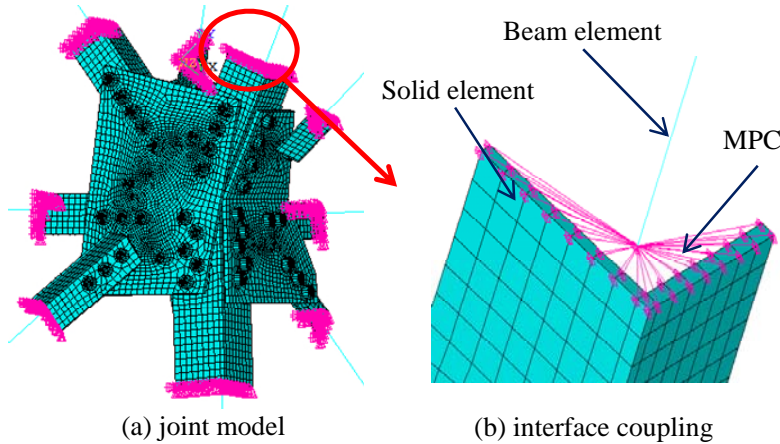 Beam element
Solid element
MPC
(a) joint model
(b) interface coupling